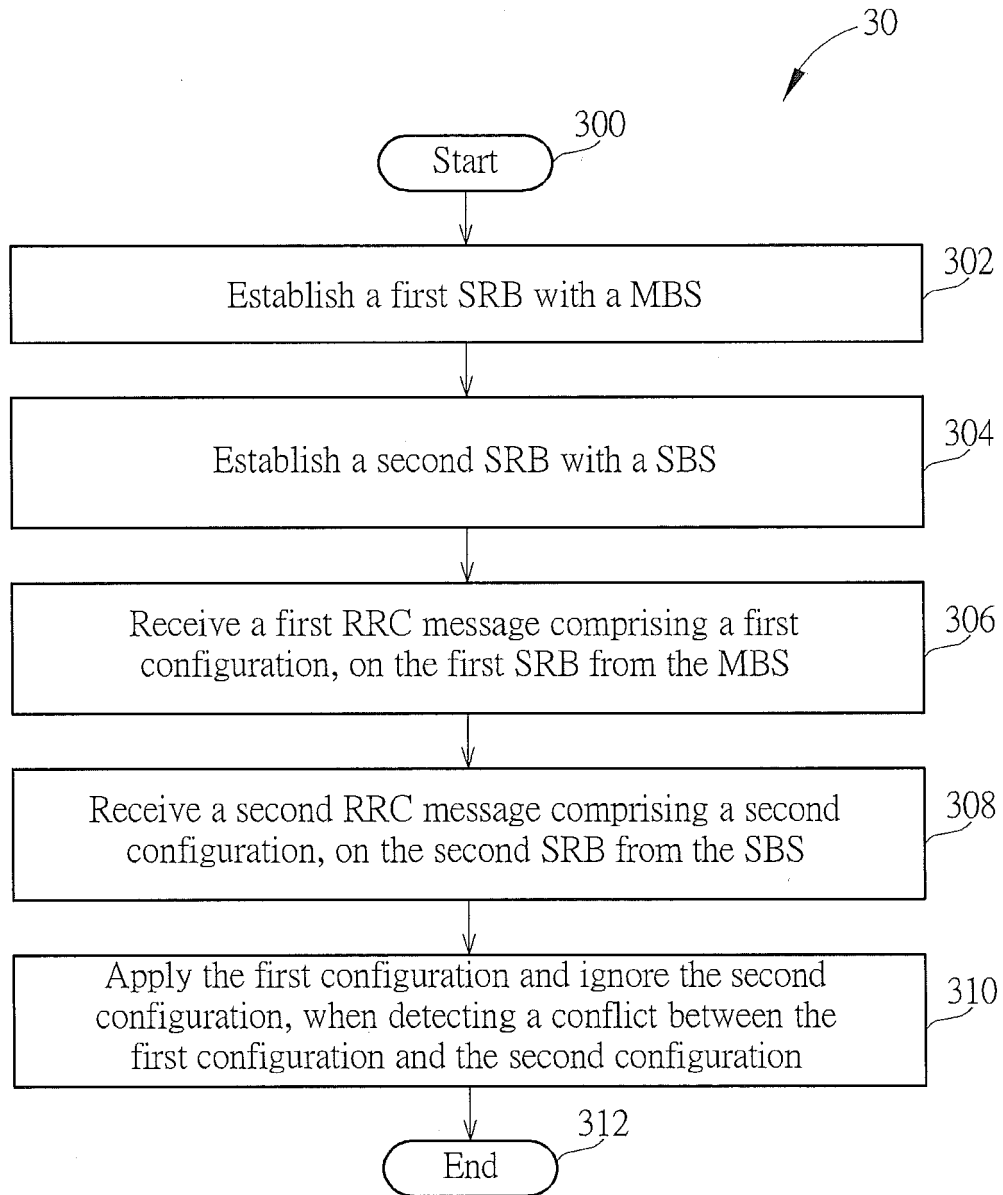 30
Start
300
Establish a first SRB with a MBS
302
Establish a second SRB with a SBS
304
Receive a first RRC message comprising a first
configuration, on the first SRB from the MBS
306
Receive a second RRC message comprising a second
configuration, on the second SRB from the SBS
308
Apply the first configuration and ignore the second
configuration, when detecting a conflict between the
first configuration and the second configuration
310
End
312